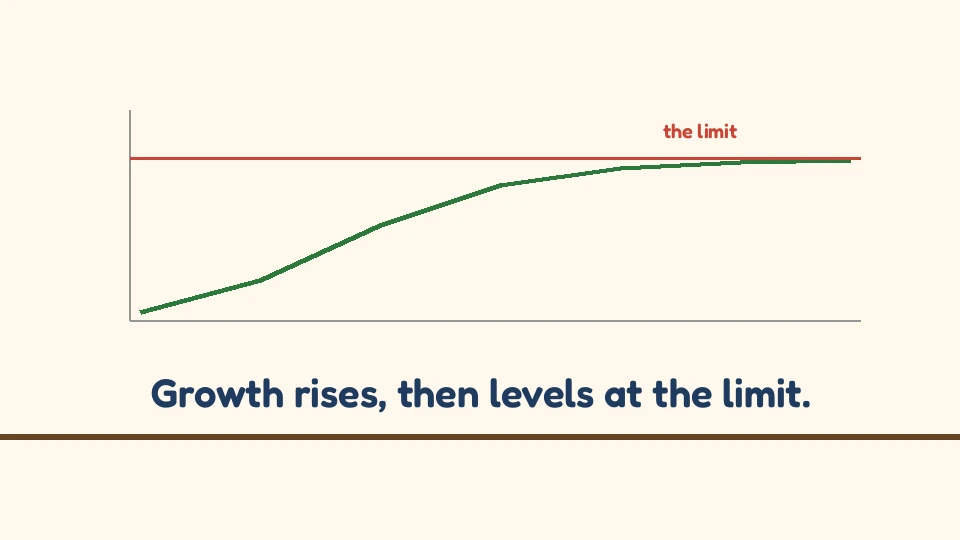 the limit
Growth rises, then levels at the limit.